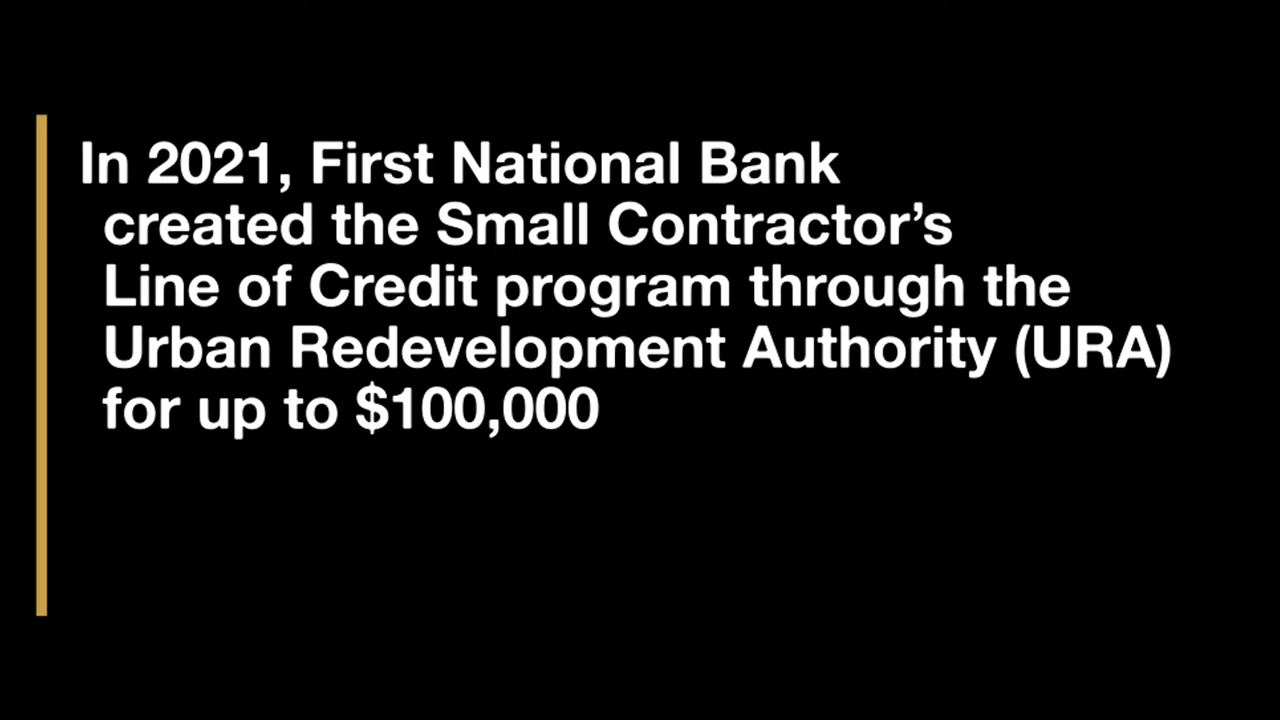 In 2021, First National Bank
created the Small Contractor’s
Line of Credit program through the
Urban Redevelopment Authority (URA)
for up to $100,000